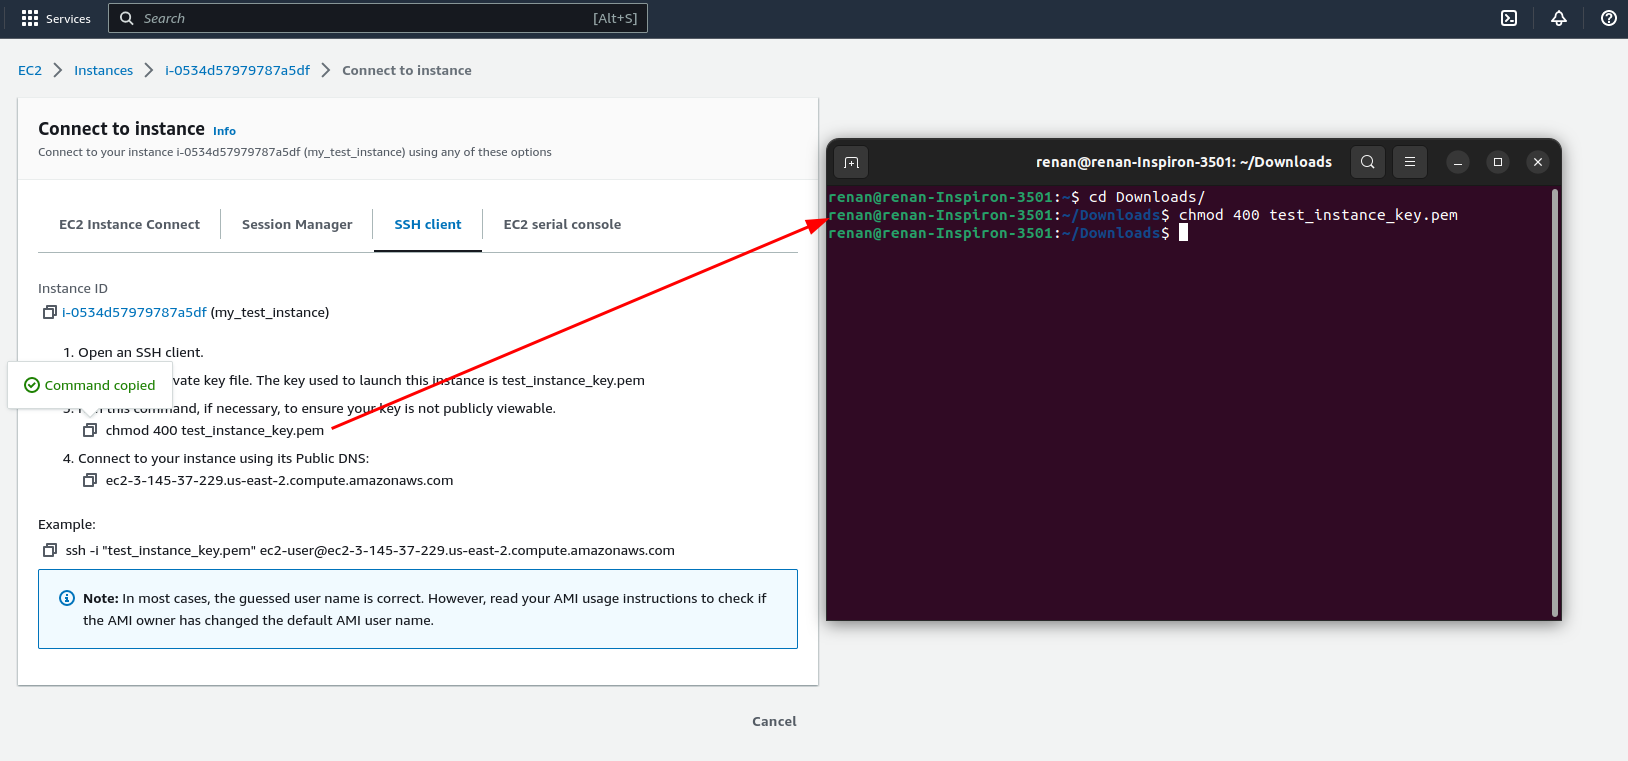 Services
Search [Alt+S]
EC2 > Instances > i-0534d57979787a5df > Connect to instance
Connect to instance Info
Connect to your instance i-0534d57979787a5df (my_test_instance) using any of these options
EC2 Instance Connect
Session Manager
SSH client
EC2 serial console
Instance ID
i-0534d57979787a5df (my_test_instance)
1. Open an SSH client.
Command copied
key file. The key used to launch this instance is test_instance_key.pem
this command, if necessary, to ensure your key is not publicly viewable.
chmod 400 test_instance_key.pem
4. Connect to your instance using its Public DNS:
ec2-3-145-37-229.us-east-2.compute.amazonaws.com
Example:
ssh -i "test_instance_key.pem" ec2-user@ec2-3-145-37-229.us-east-2.compute.amazonaws.com
Note: In most cases, the guessed user name is correct. However, read your AMI usage instructions to check if
the AMI owner has changed the default AMI user name.
Cancel
renan@renan-Inspiron-3501: ~/Downloads
renan@renan-Inspiron-3501:~$ cd Downloads/
renan@renan-Inspiron-3501:~/Downloads$ chmod 400 test_instance_key.pem
renan@renan-Inspiron-3501:~/Downloads$